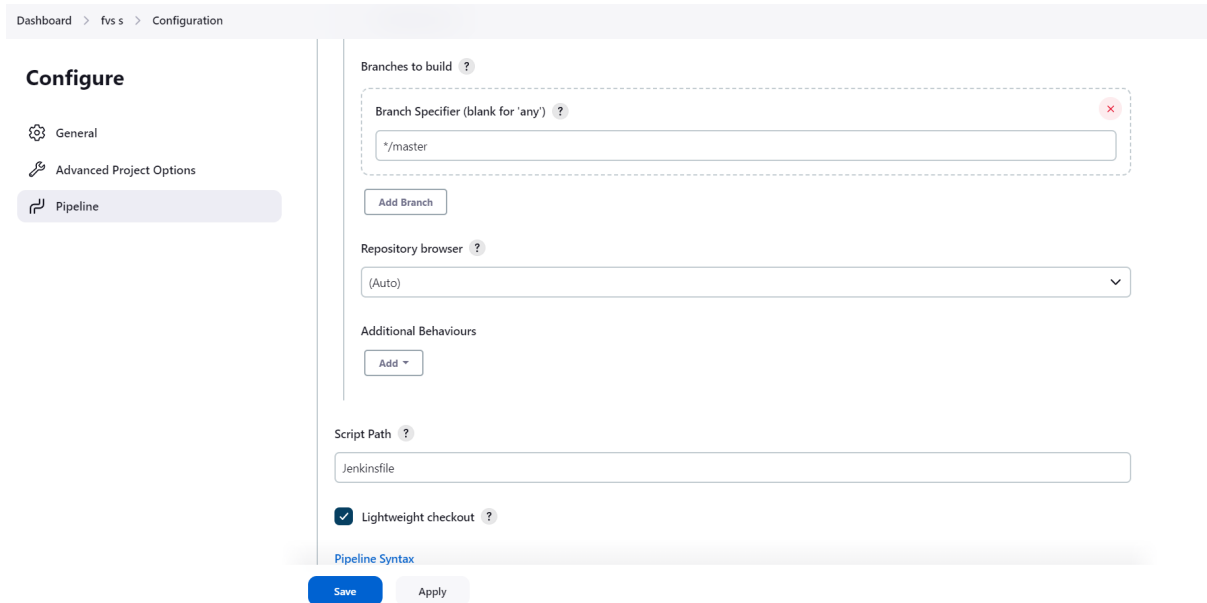 Dashboard > fvs s > Configuration
Configure
General
Advanced Project Options
Pipeline
Branches to build ?
Branch Specifier (blank for 'any') ?
*/master
Add Branch
Repository browser ?
(Auto)
Additional Behaviours
Add
Script Path ?
Jenkinsfile
Lightweight checkout ?
Pipeline Syntax
Save
Apply